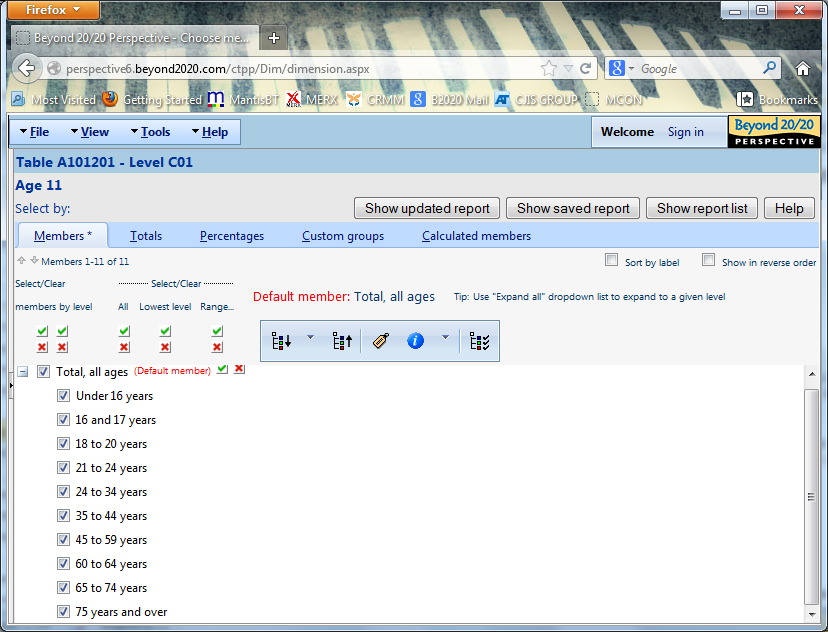 Firefox
Beyond 20/20 Perspective - Choose me...
perspective6.beyond2020.com/ctpp/Dim/dimension.aspx
Google
Most Visited Getting Started MantisBT MERX CRMM B2020 Mail CJIS GROUP MCON Bookmarks
File View Tools Help Welcome Sign in
Beyond 20/20
PERSPECTIVE
Table A101201 - Level C01
Age 11
Select by:
Show updated report Show saved report Show report list Help
Members * Totals Percentages Custom groups Calculated members
Members 1-11 of 11 Sort by label Show in reverse order
Select/Clear Select/Clear
members by level All Lowest level Range...
Default member: Total, all ages Tip: Use "Expand all" dropdown list to expand to a given level
Total, all ages (Default member)
Under 16 years
16 and 17 years
18 to 20 years
21 to 24 years
24 to 34 years
35 to 44 years
45 to 59 years
60 to 64 years
65 to 74 years
75 years and over